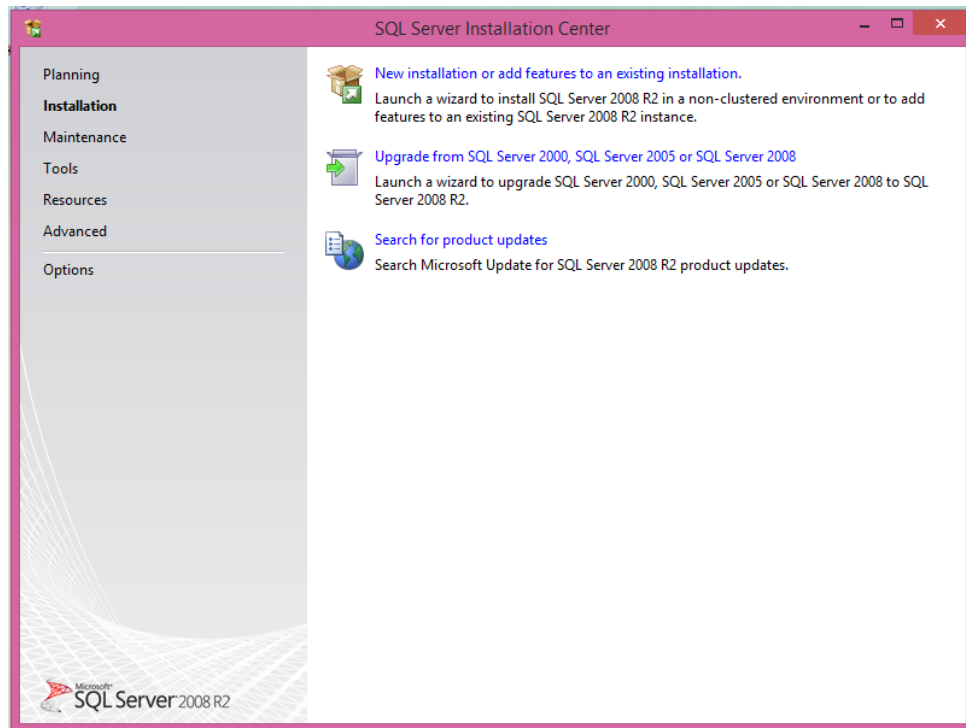 SQL Server Installation Center
Planning
Installation
Maintenance
Tools
Resources
Advanced
Options
New installation or add features to an existing installation.
Launch a wizard to install SQL Server 2008 R2 in a non-clustered environment or to add
features to an existing SQL Server 2008 R2 instance.
Upgrade from SQL Server 2000, SQL Server 2005 or SQL Server 2008
Launch a wizard to upgrade SQL Server 2000, SQL Server 2005 or SQL Server 2008 to SQL
Server 2008 R2.
Search for product updates
Search Microsoft Update for SQL Server 2008 R2 product updates.
Microsoft®
SQL Server® 2008 R2